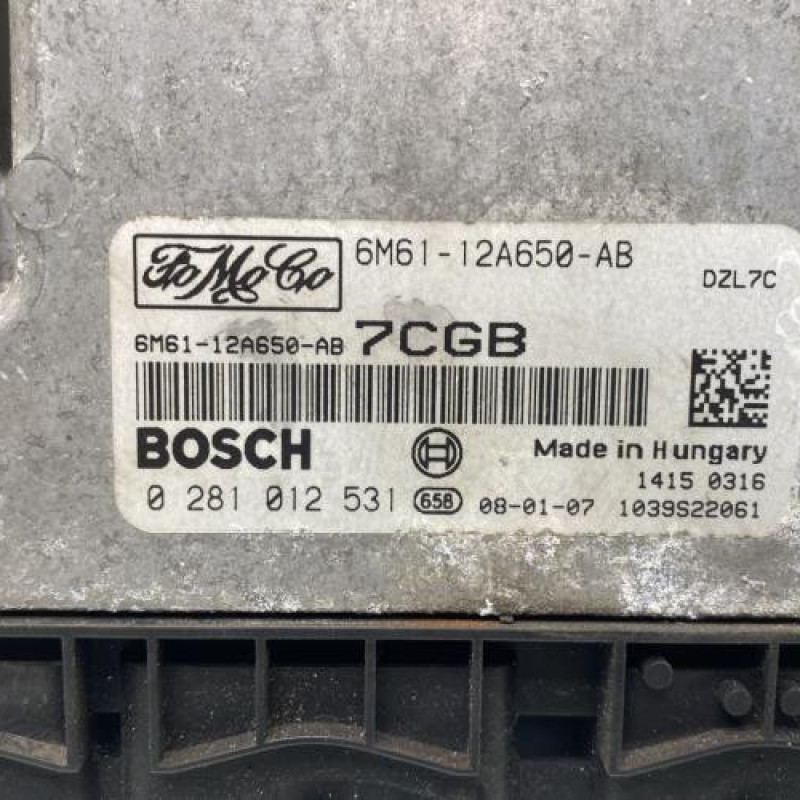 FoMoCo
6M61-12A650-AB
DZL7C
6M61-12A650-AB 7CGB
BOSCH
Made in Hungary
1415 0316
0 281 012 531 658 08-01-07 1039S22061